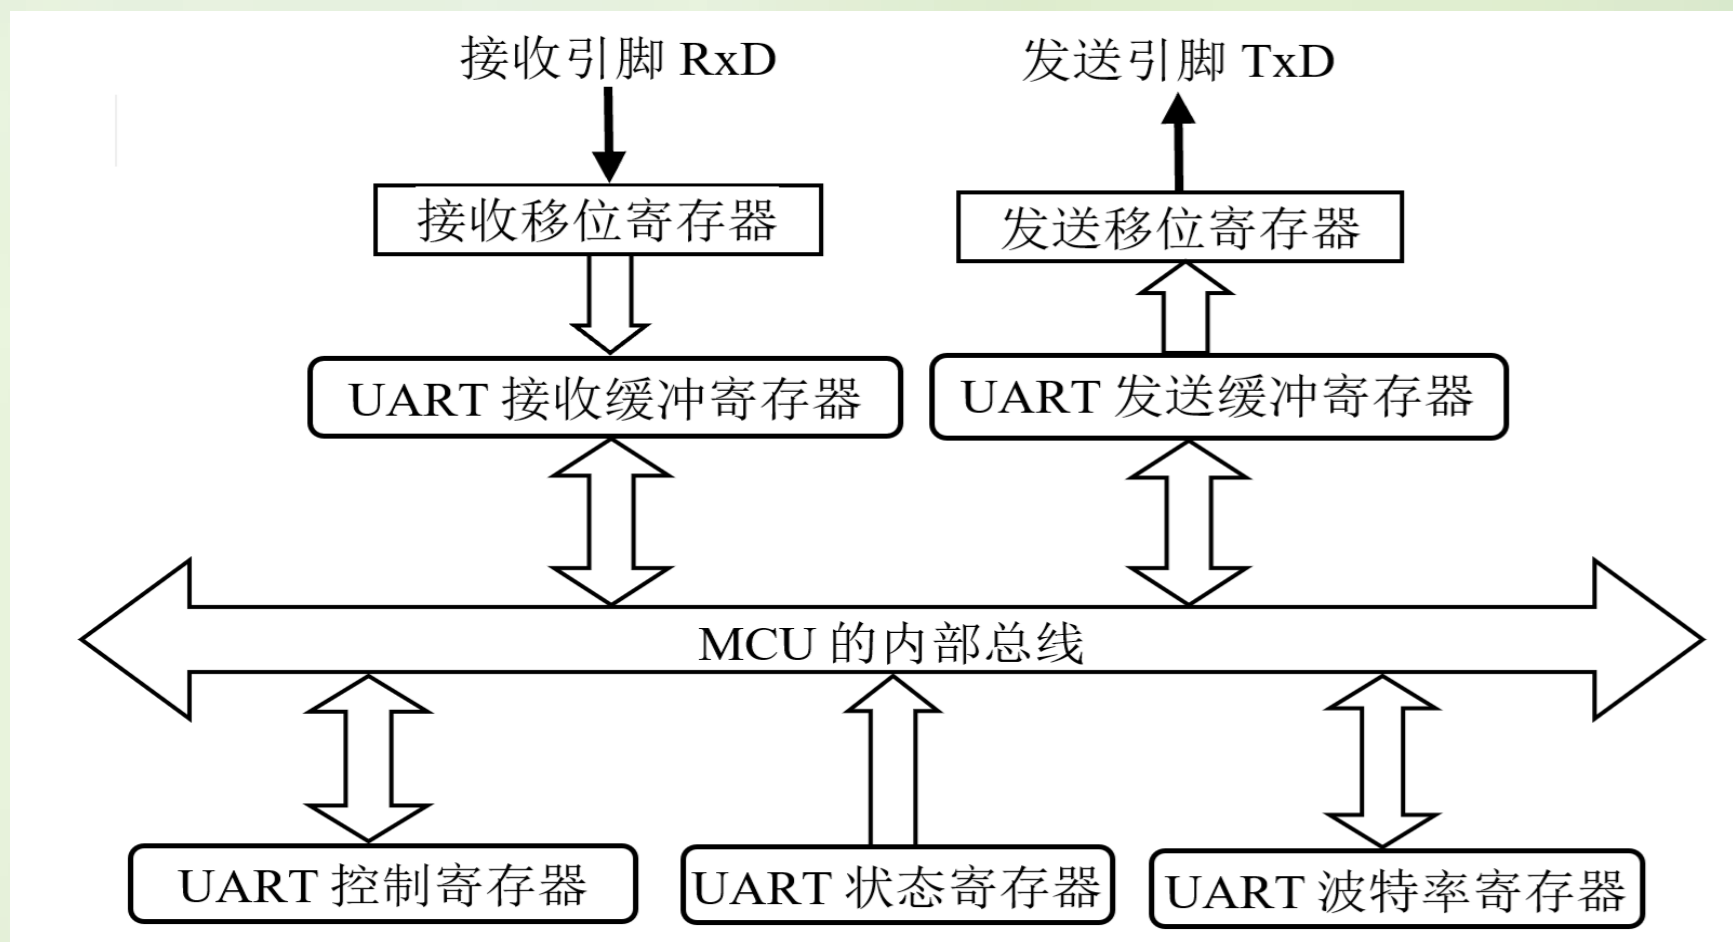 接收引脚 RxD
发送引脚 TxD
接收移位寄存器
发送移位寄存器
UART 接收缓冲寄存器
UART 发送缓冲寄存器
MCU 的内部总线
UART 控制寄存器
UART 状态寄存器
UART 波特率寄存器